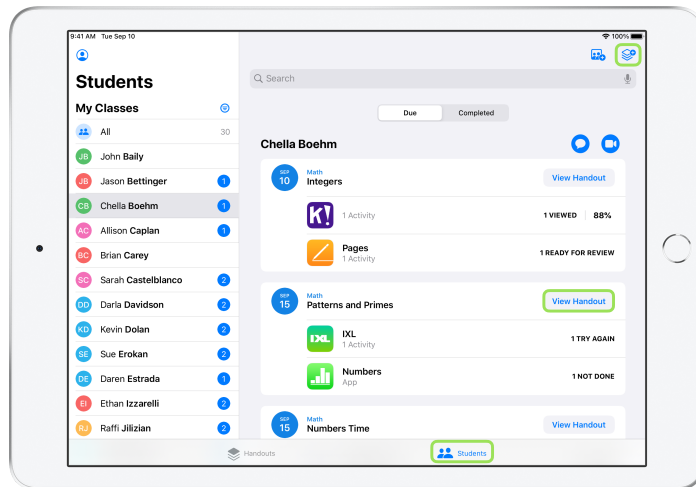 9:41 AM Tue Sep 10
100%
Students
My Classes
All 30
JB John Baily
JB Jason Bettinger 1
CB Chella Boehm 1
AC Allison Caplan 1
BC Brian Carey
SC Sarah Castelblanco 2
DD Darla Davidson 2
KD Kevin Dolan 2
SE Sue Erokan 2
DE Daren Estrada 1
EI Ethan Izzarelli 2
RJ Raffi Jilizian 2
Search
Due Completed
Chella Boehm
SEP
10
Math
Integers
View Handout
K!
1 Activity
1 VIEWED 88%
Pages
1 Activity
1 READY FOR REVIEW
SEP
15
Math
Patterns and Primes
View Handout
IXL
IXL
1 Activity
1 TRY AGAIN
Numbers
App
1 NOT DONE
SEP
15
Math
Numbers Time
View Handout
Handouts
Students